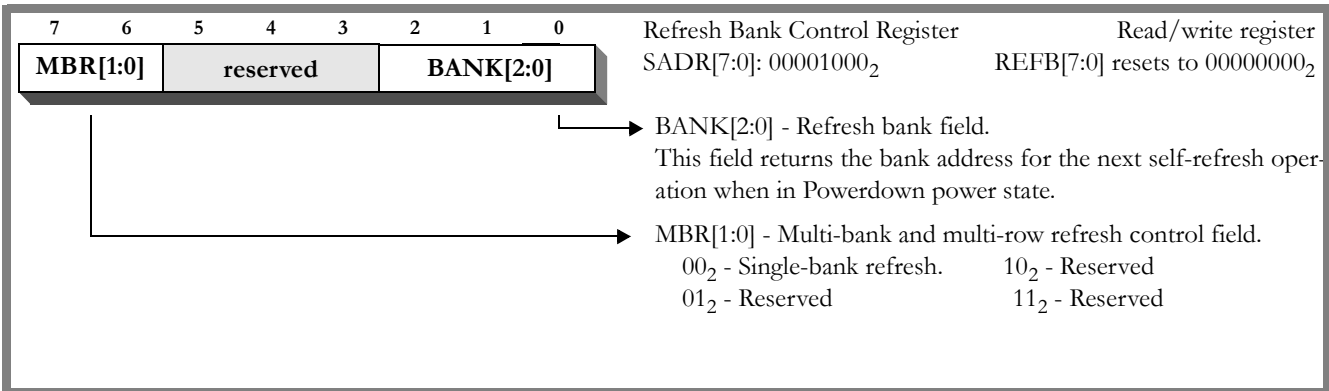 7 6 5 4 3 2 1 0
MBR[1:0] reserved BANK[2:0]
Refresh Bank Control Register Read/write register
SADR[7:0]: 00001000₂ REFB[7:0] resets to 00000000₂
BANK[2:0] - Refresh bank field.
This field returns the bank address for the next self-refresh oper-
ation when in Powerdown power state.
MBR[1:0] - Multi-bank and multi-row refresh control field.
00₂ - Single-bank refresh. 10₂ - Reserved
01₂ - Reserved 11₂ - Reserved